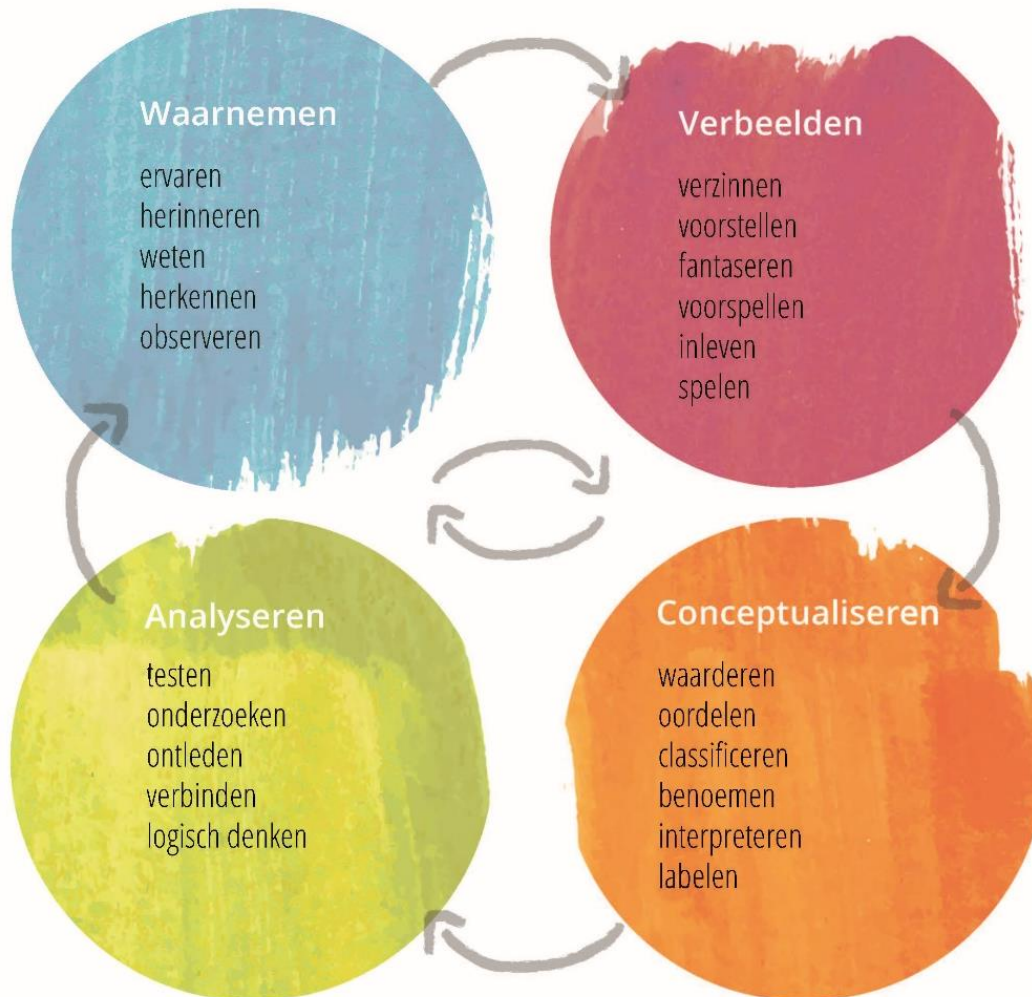 Waarnemen
ervaren
herinneren
weten
herkennen
observeren
Verbeelden
verzinnen
voorstellen
fantaseren
voorspellen
inleven
spelen
Analyseren
testen
onderzoeken
ontleden
verbinden
logisch denken
Conceptualiseren
waarderen
oordelen
classificeren
benoemen
interpreteren
labelen